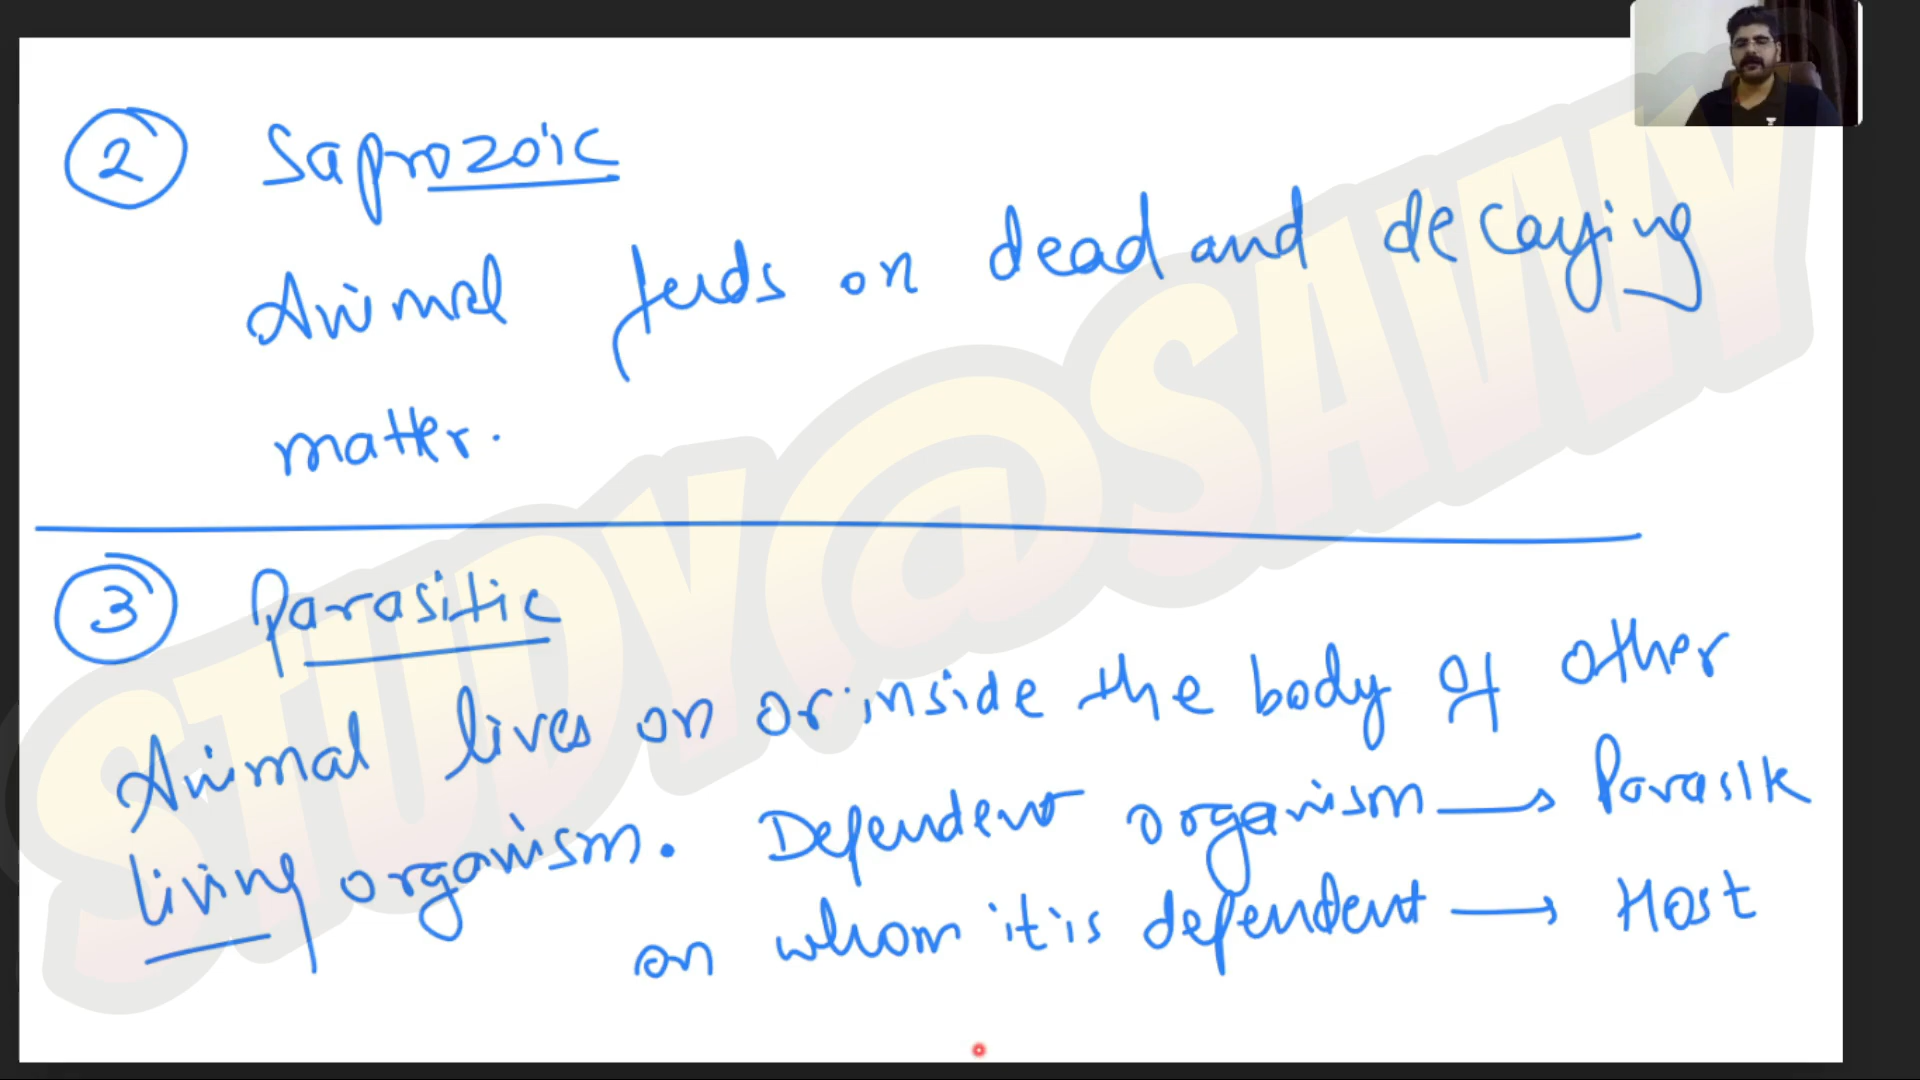 2 Saprozoic
Animal feeds on dead and decaying
matter.
3 Parasitic
Animal lives on or inside the body of other
living organism. Dependent organism → Parasite
on whom it is dependent → Host
STUDY@SAVVY